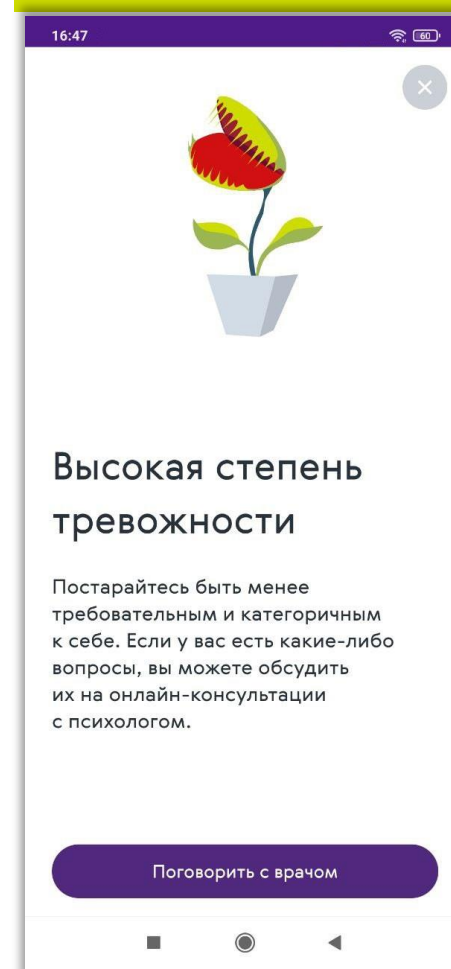 16:47
60
Высокая степень
тревожности
Постарайтесь быть менее
требовательным и категоричным
к себе. Если у вас есть какие-либо
вопросы, вы можете обсудить
их на онлайн-консультации
с психологом.
Поговорить с врачом